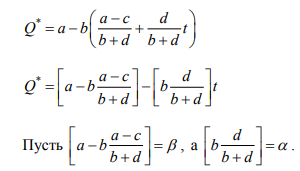 Q* = a − b( (a − c)/(b + d) + d/(b + d) t )
Q* = [ a − b (a − c)/(b + d) ] − [ b d/(b + d) ] t
Пусть [ a − b (a − c)/(b + d) ] = β, а [ b d/(b + d) ] = α.